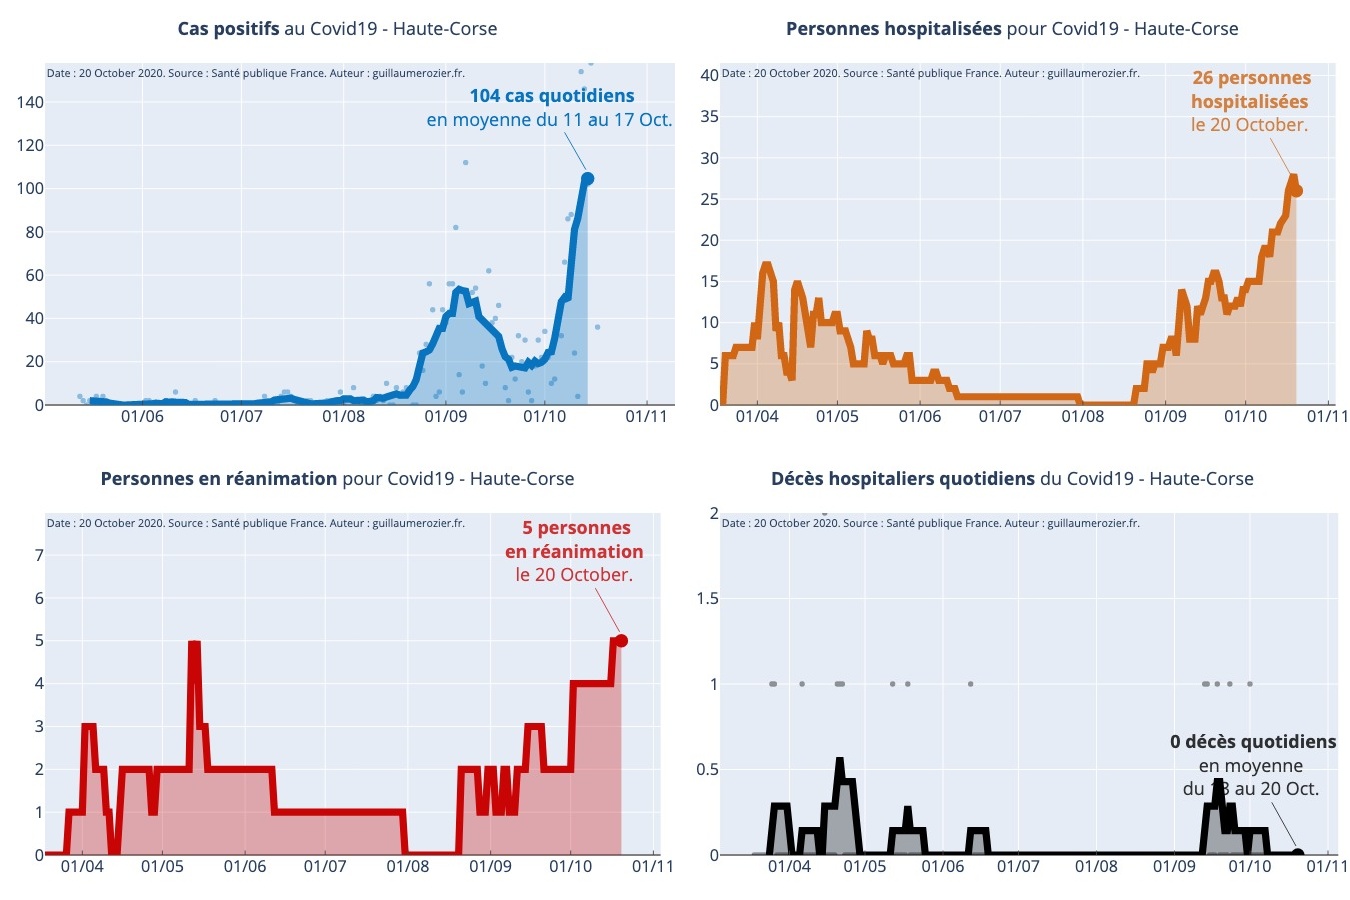 Cas positifs au Covid19 - Haute-Corse
Date : 20 October 2020. Source : Santé publique France. Auteur : guillaumerozier.fr.
104 cas quotidiens
en moyenne du 11 au 17 Oct.
140
120
100
80
60
40
20
0
01/06 01/07 01/08 01/09 01/10 01/11
Personnes hospitalisées pour Covid19 - Haute-Corse
Date : 20 October 2020. Source : Santé publique France. Auteur : guillaumerozier.fr.
26 personnes
hospitalisées
le 20 October.
40
35
30
25
20
15
10
5
0
01/04 01/05 01/06 01/07 01/08 01/09 01/10 01/11
Personnes en réanimation pour Covid19 - Haute-Corse
Date : 20 October 2020. Source : Santé publique France. Auteur : guillaumerozier.fr.
5 personnes
en réanimation
le 20 October.
7
6
5
4
3
2
1
0
01/04 01/05 01/06 01/07 01/08 01/09 01/10 01/11
Décès hospitaliers quotidiens du Covid19 - Haute-Corse
Date : 20 October 2020. Source : Santé publique France. Auteur : guillaumerozier.fr.
2
1.5
1
0.5
0
0 décès quotidiens
en moyenne
du au 20 Oct.
01/04 01/05 01/06 01/07 01/08 01/09 01/10 01/11